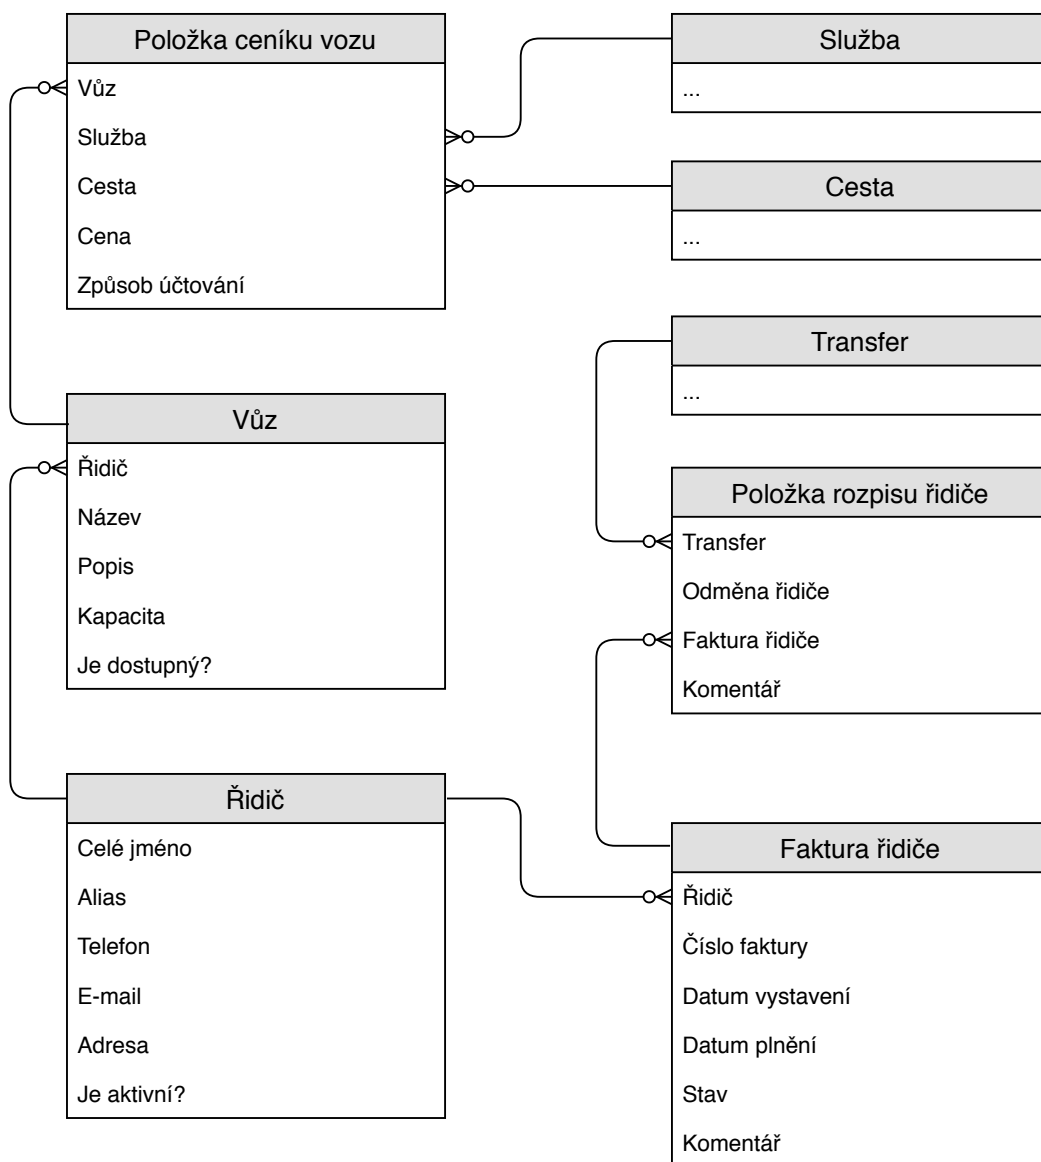 Položka ceníku vozu
Vůz
Služba
Cesta
Cena
Způsob účtování
Služba
...
Cesta
...
Transfer
...
Vůz
Řidič
Název
Popis
Kapacita
Je dostupný?
Položka rozpisu řidiče
Transfer
Odměna řidiče
Faktura řidiče
Komentář
Řidič
Celé jméno
Alias
Telefon
E-mail
Adresa
Je aktivní?
Faktura řidiče
Řidič
Číslo faktury
Datum vystavení
Datum plnění
Stav
Komentář